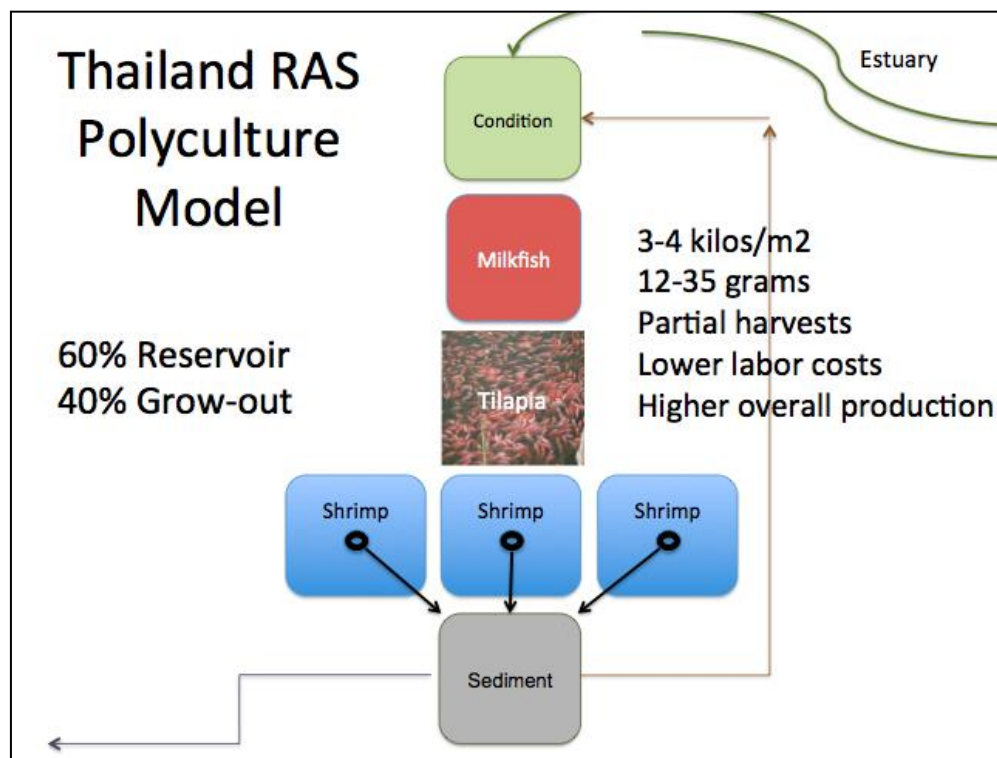 Thailand RAS
Polyculture
Model
Estuary
Condition
Milkfish
3-4 kilos/m2
12-35 grams
Partial harvests
Lower labor costs
Higher overall production
60% Reservoir
40% Grow-out
Tilapia
Shrimp
Shrimp
Shrimp
Sediment